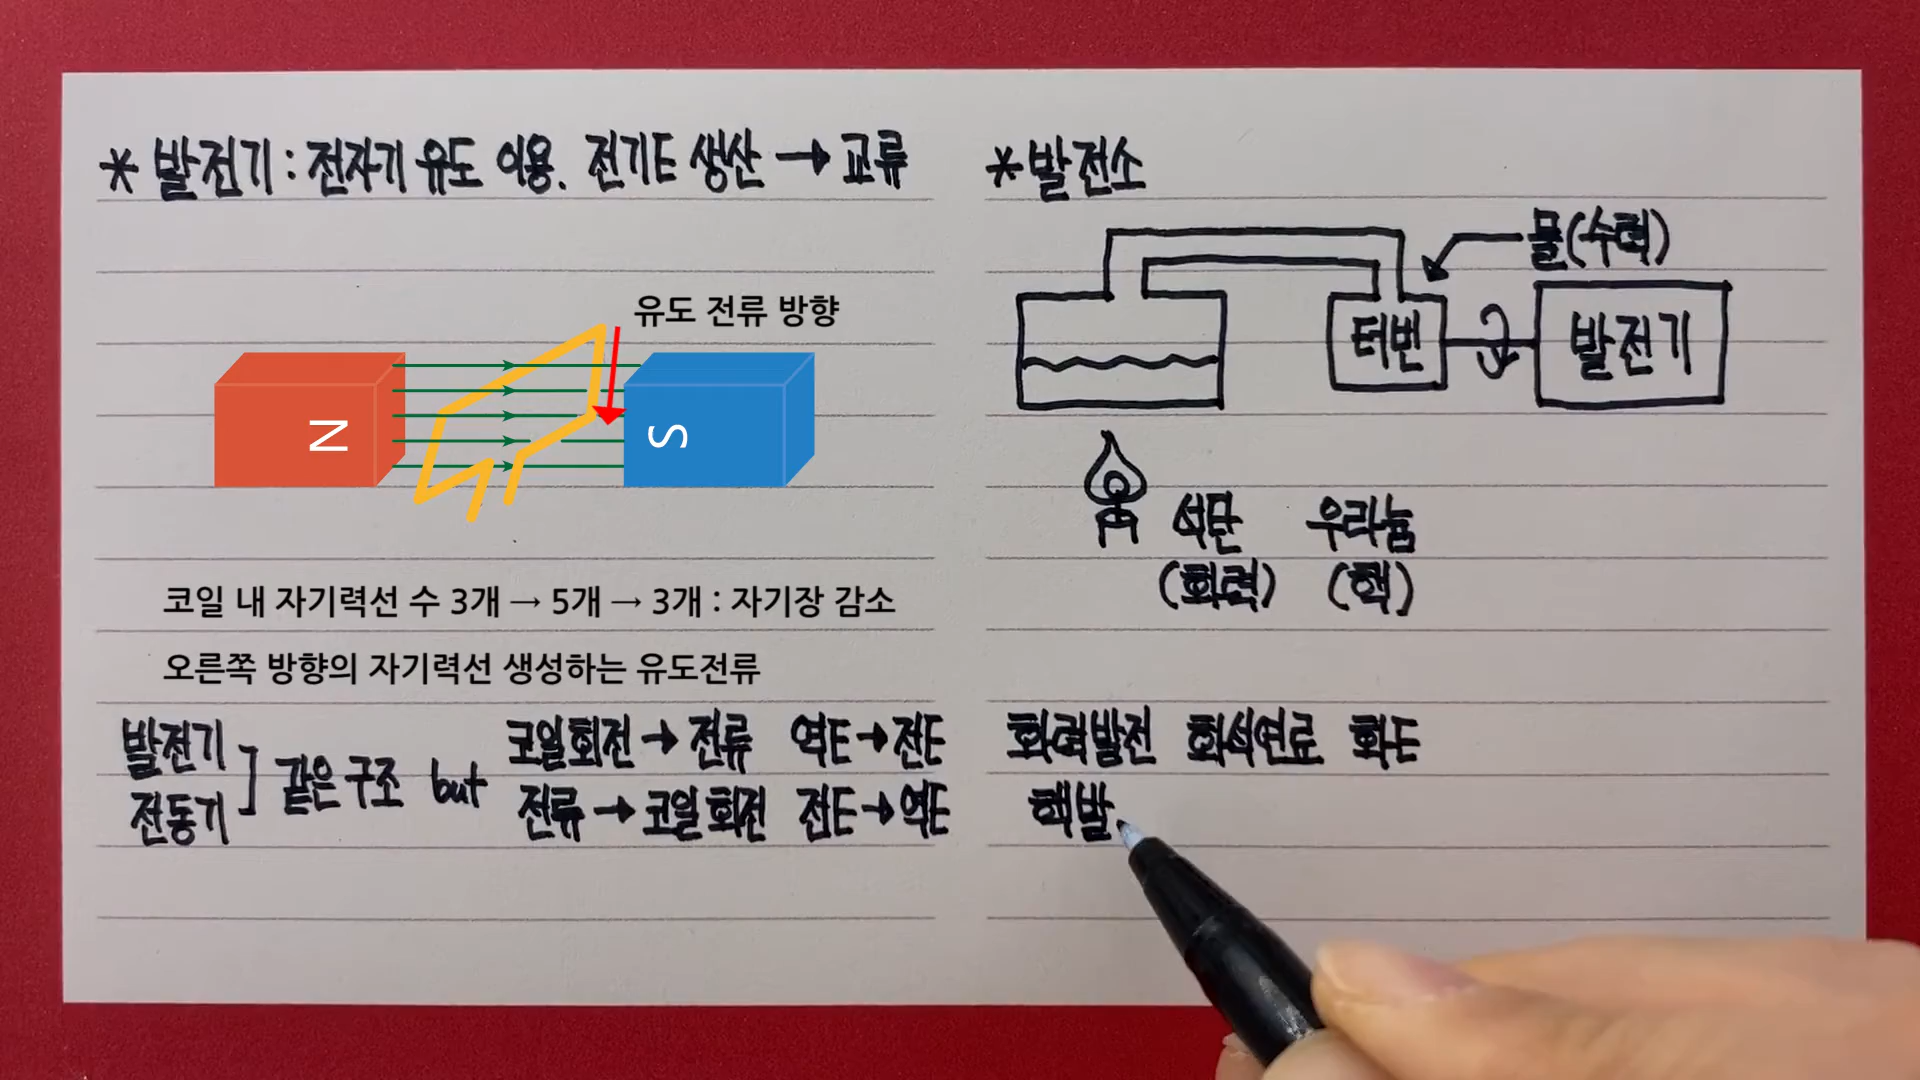 * 발전기 : 전자기 유도 이용. 전기E 생산 → 교류
유도 전류 방향
N
S
코일 내 자기력선 수 3개 → 5개 → 3개 : 자기장 감소
오른쪽 방향의 자기력선 생성하는 유도전류
발전기
전동기
] 같은 구조 but
코일 회전 → 전류 역E → 전E
전류 → 코일 회전 전E → 역E
* 발전소
물(수력)
터번
발전기
석탄 우라늄
(화력) (핵)
화력발전 화석연료 화E
핵발